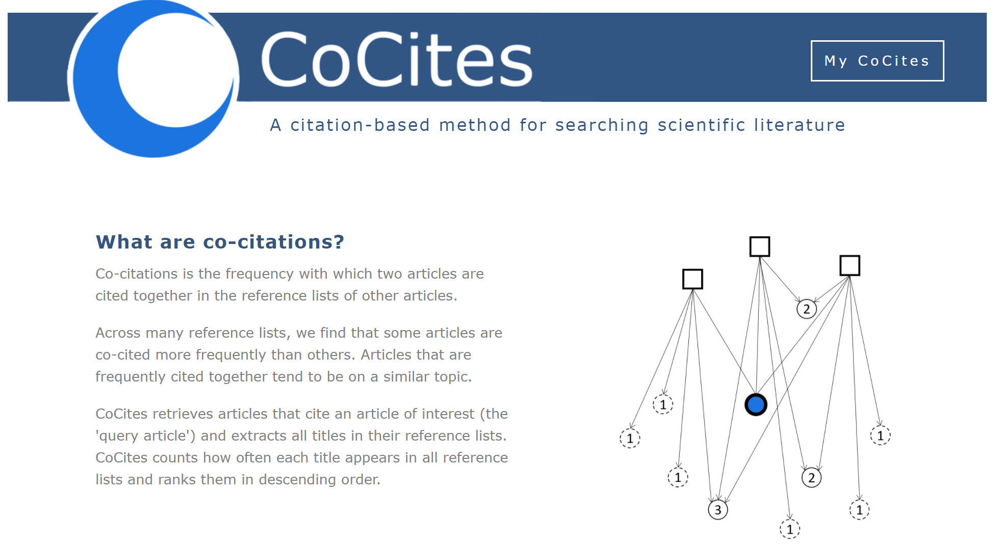 CoCites
My CoCites
A citation-based method for searching scientific literature
What are co-citations?
Co-citations is the frequency with which two articles are
cited together in the reference lists of other articles.
Across many reference lists, we find that some articles are
co-cited more frequently than others. Articles that are
frequently cited together tend to be on a similar topic.
CoCites retrieves articles that cite an article of interest (the
'query article') and extracts all titles in their reference lists.
CoCites counts how often each title appears in all reference
lists and ranks them in descending order.
2
1
1
1
1
2
3
1
1